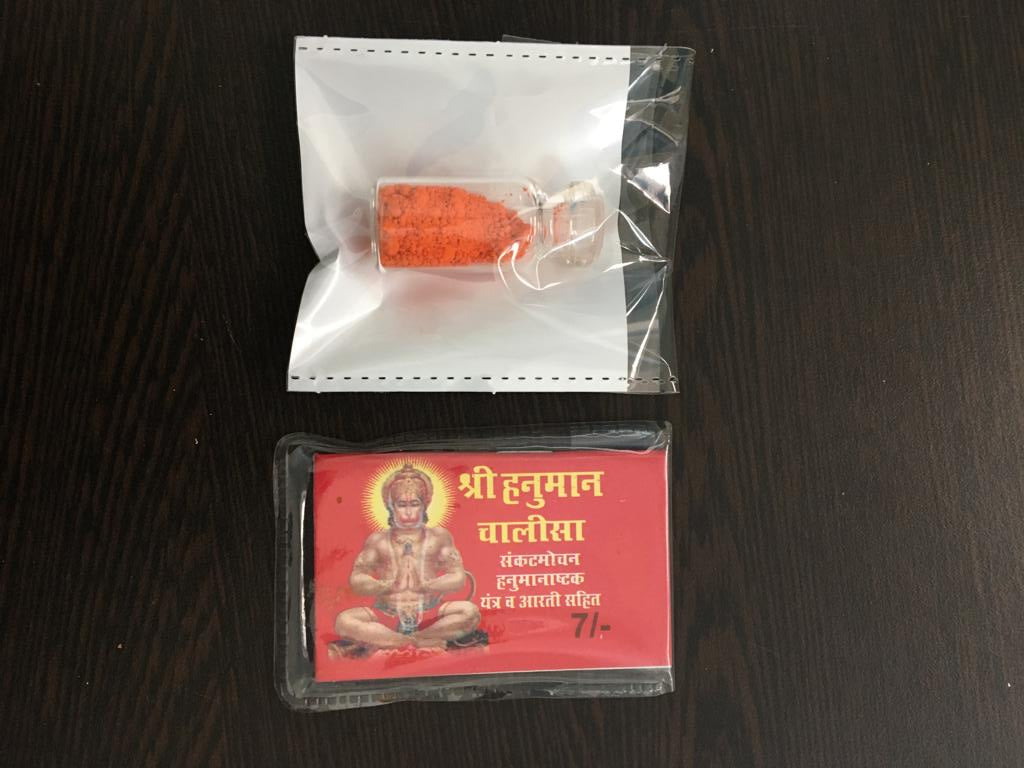 श्री हनुमान
चालीसा
संकटमोचन
हनुमानाष्टक
यंत्र व आरती सहित
7/-